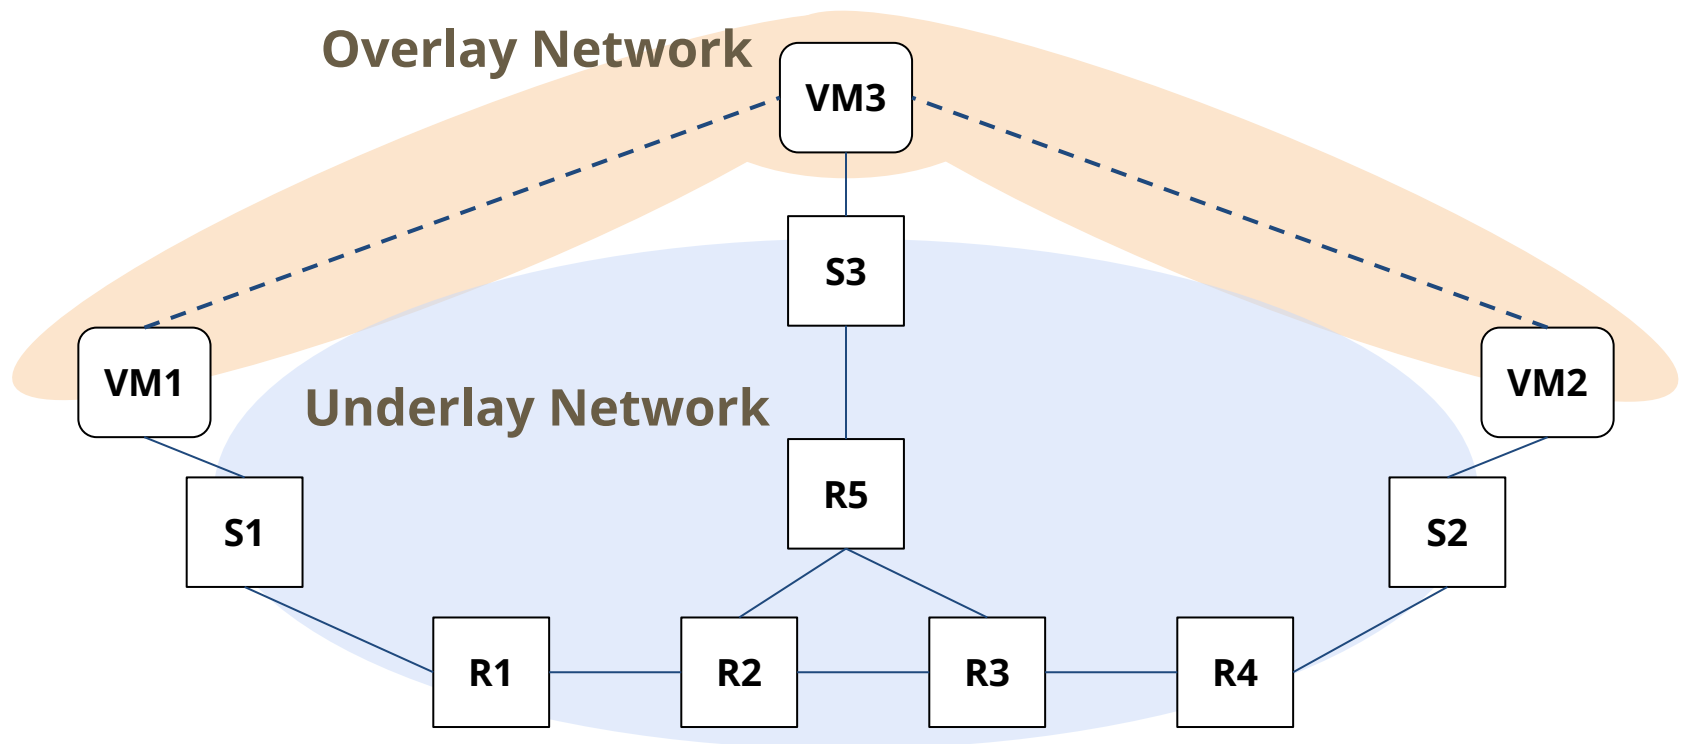 Overlay Network
VM3
S3
VM1
VM2
Underlay Network
R5
S1
S2
R1
R2
R3
R4